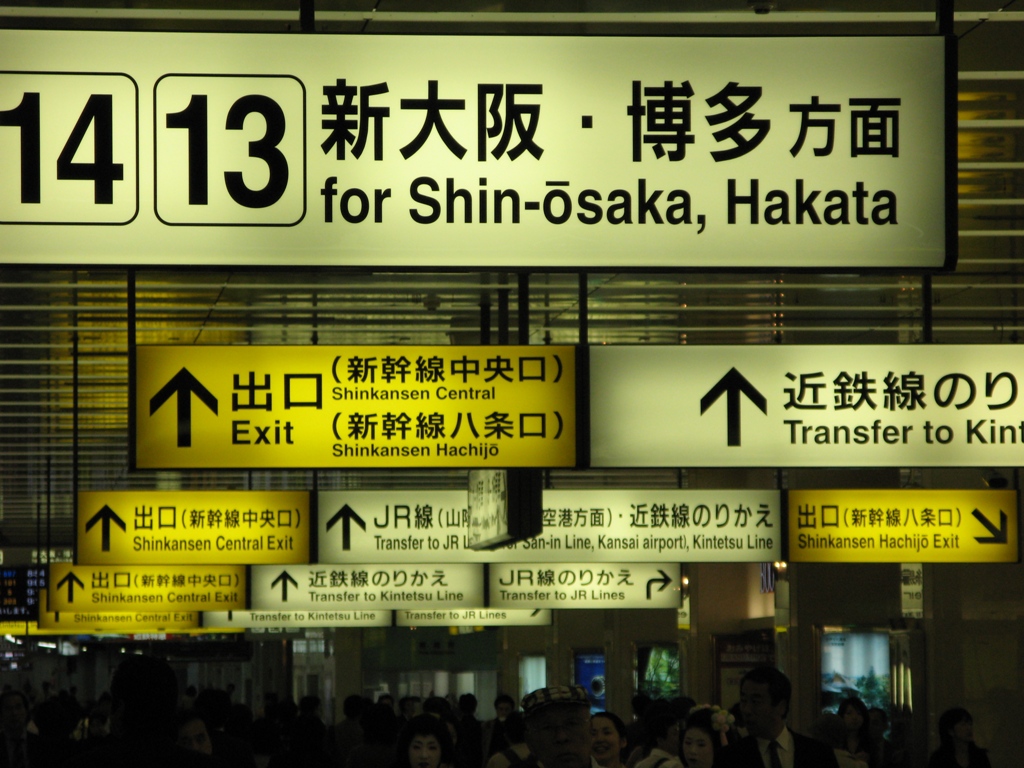 14 13 新大阪・博多方面
for Shin-ōsaka, Hakata
↑ 出口 (新幹線中央口)
Exit Shinkansen Central
(新幹線八条口)
Shinkansen Hachijō
↑ 近鉄線のり
Transfer to Kint
↑ 出口(新幹線中央口)
Shinkansen Central Exit
↑ JR線(山 空港方面)・近鉄線のりかえ
Transfer to JR San-in Line, Kansai airport), Kintetsu Line
出口(新幹線八条口) ↘
Shinkansen Hachijō Exit
↑ 出口(新幹線中央口)
Shinkansen Central Exit
↑ 近鉄線のりかえ
Transfer to Kintetsu Line
JR線のりかえ
Transfer to JR Lines
Shinkansen Central Exit
Transfer to Kintetsu Line
Transfer to JR Lines